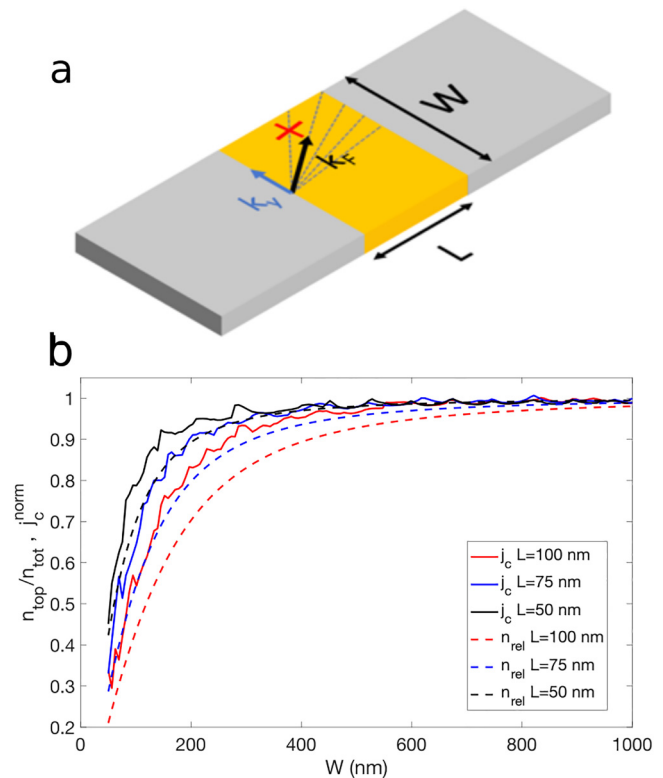 a
W
X
k_F
k_y
L
b
n_top/n_tot , j_c^norm
1
0.9
0.8
0.7
0.6
0.5
0.4
0.3
0.2
j_c L=100 nm
j_c L=75 nm
j_c L=50 nm
n_rel L=100 nm
n_rel L=75 nm
n_rel L=50 nm
0 200 400 600 800 1000
W (nm)